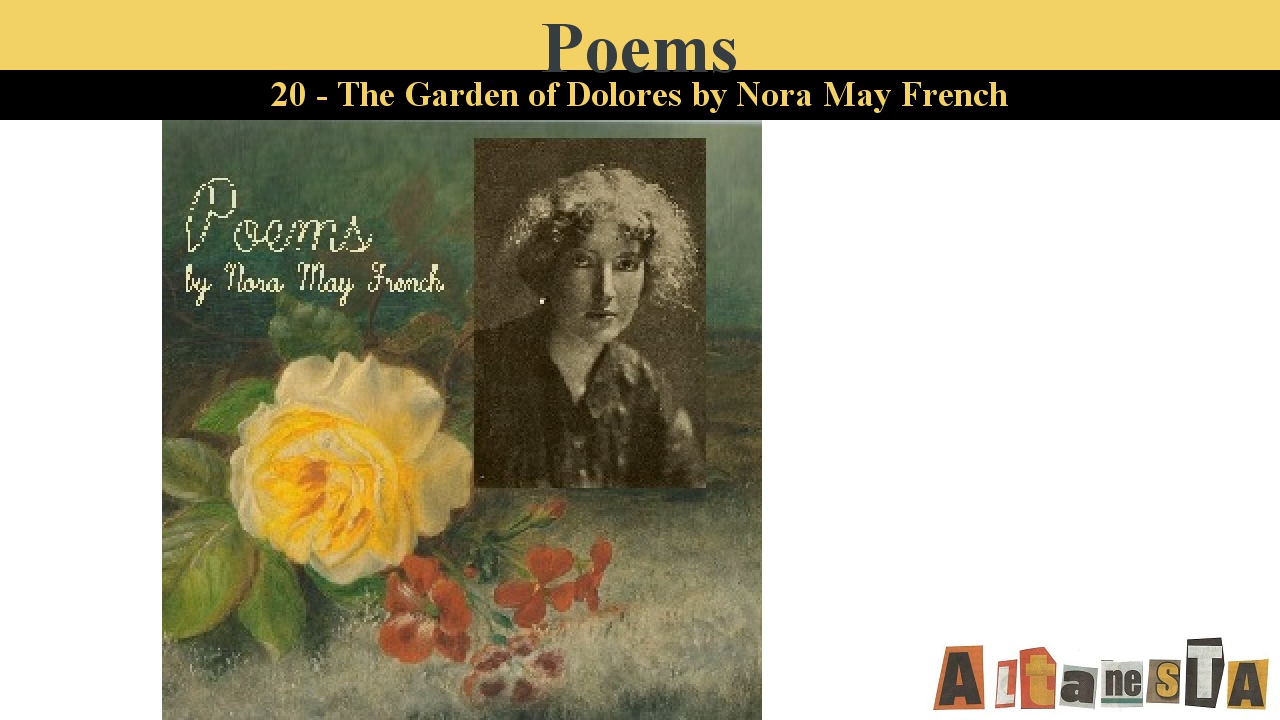 Poems
20 - The Garden of Dolores by Nora May French
Poems
by Nora May French
AltanesTA